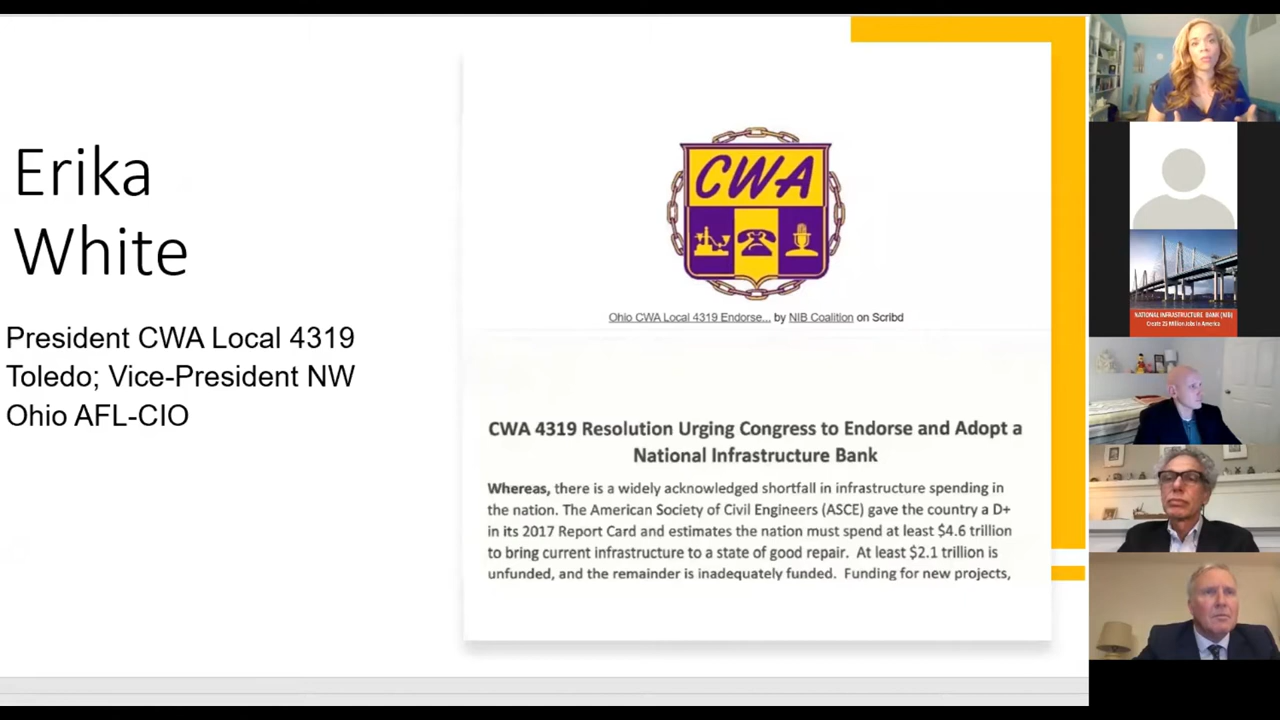 Erika
White
President CWA Local 4319
Toledo; Vice-President NW
Ohio AFL-CIO
CWA
Ohio CWA Local 4319 Endorse... by NIB Coalition on Scribd
CWA 4319 Resolution Urging Congress to Endorse and Adopt a
National Infrastructure Bank
Whereas, there is a widely acknowledged shortfall in infrastructure spending in
the nation. The American Society of Civil Engineers (ASCE) gave the country a D+
in its 2017 Report Card and estimates the nation must spend at least $4.6 trillion
to bring current infrastructure to a state of good repair. At least $2.1 trillion is
unfunded, and the remainder is inadequately funded. Funding for new projects,
NATIONAL INFRASTRUCTURE BANK (NIB)
Create 25 Million Jobs in America